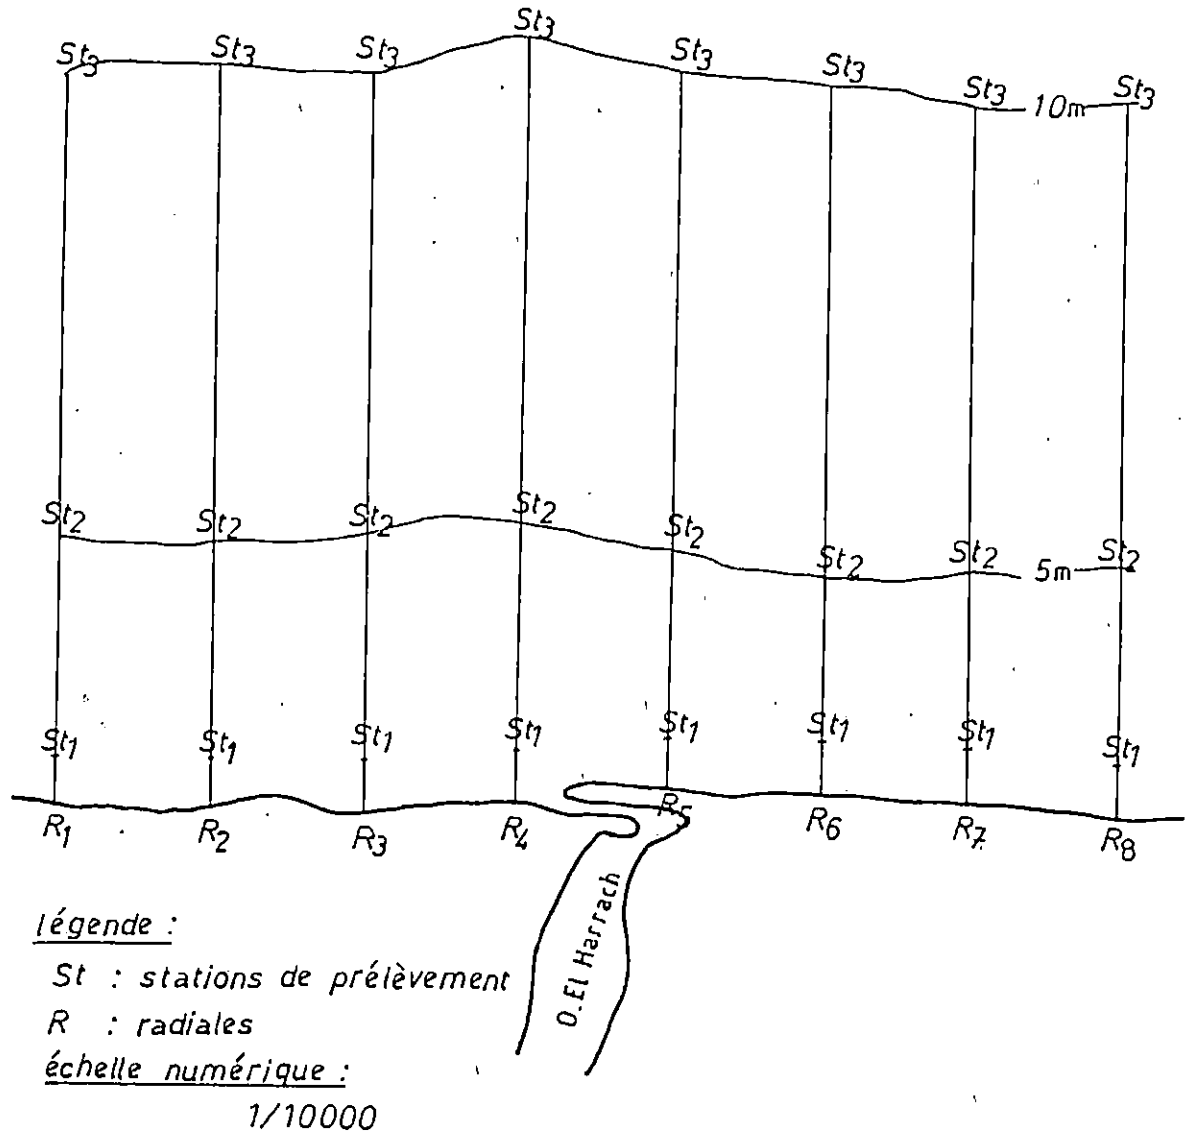 St3 St3 St3 St3 St3 St3 St3 10m St3
St2 St2 St2 St2 St2 St2 St2 5m St2
St1 St1 St1 St1 St1 St1 St1 St1
R1 R2 R3 R4 R5 R6 R7 R8
O.El Harrach
légende :
St : stations de prélèvement
R : radiales
échelle numérique :
1/10000